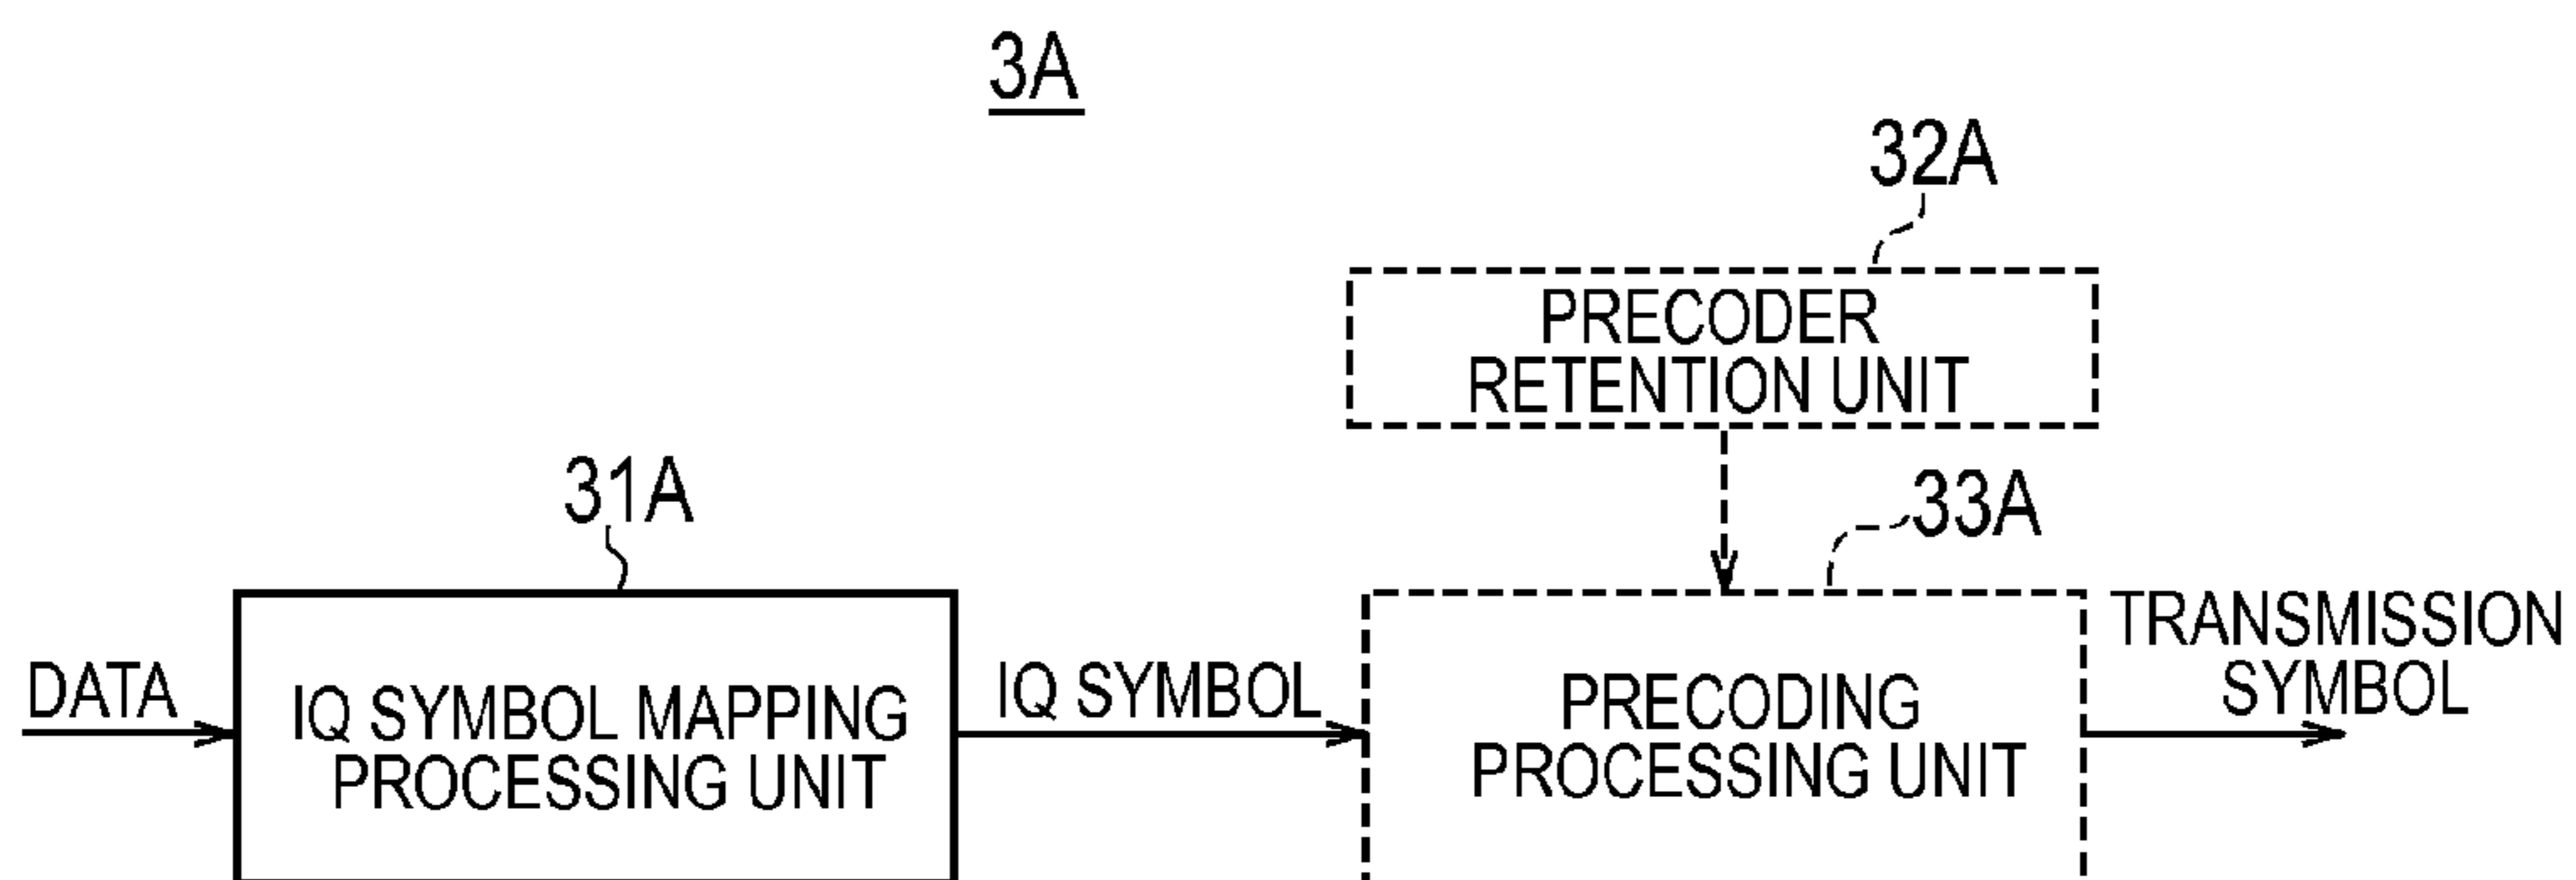 3A
32A
PRECODER
RETENTION UNIT
31A
33A
DATA
IQ SYMBOL MAPPING
PROCESSING UNIT
IQ SYMBOL
PRECODING
PROCESSING UNIT
TRANSMISSION
SYMBOL